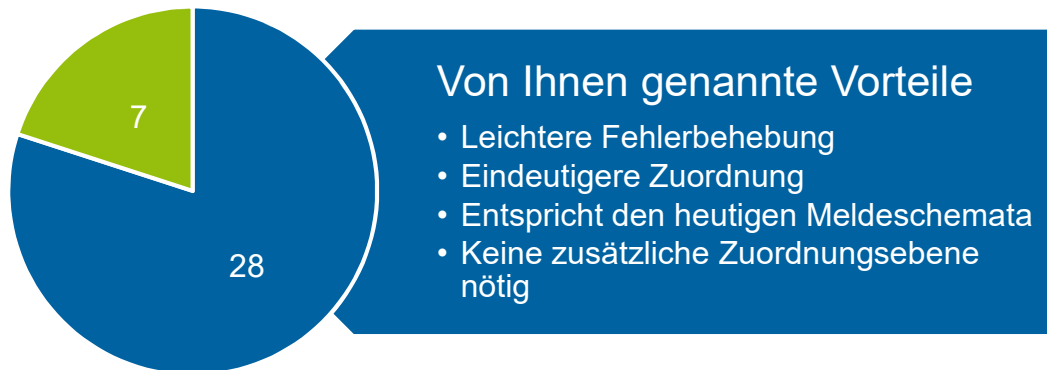 7
28
Von Ihnen genannte Vorteile
• Leichtere Fehlerbehebung
• Eindeutigere Zuordnung
• Entspricht den heutigen Meldeschemata
• Keine zusätzliche Zuordnungsebene
nötig